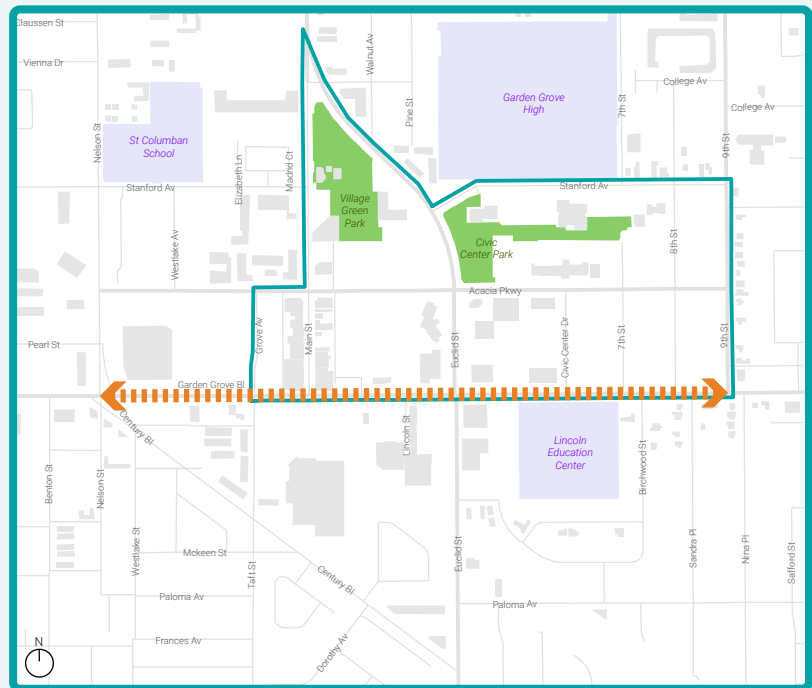 Claussen St
Vienna Dr
Walnut Av
Garden Grove
High
College Av
Pine St
7th St
College Av
Nelson St
St Columban
School
9th St
Elizabeth Ln
Madrid Ct
Stanford Av
Stanford Av
Village
Green
Park
Westlake Av
Civic
Center Park
8th St
Acacia Pkwy
Grove Av
Main St
Euclid St
Civic Center Dr
7th St
9th St
Pearl St
Garden Grove Bl
Century Bl
Lincoln St
Lincoln
Education
Center
Benton St
Nelson St
Birchwood St
Westlake St
Mckeen St
Taft St
Euclid St
Sandra Pl
Nina Pl
Safford St
Century Bl
Paloma Av
Paloma Av
Frances Av
Dorothy Av
N